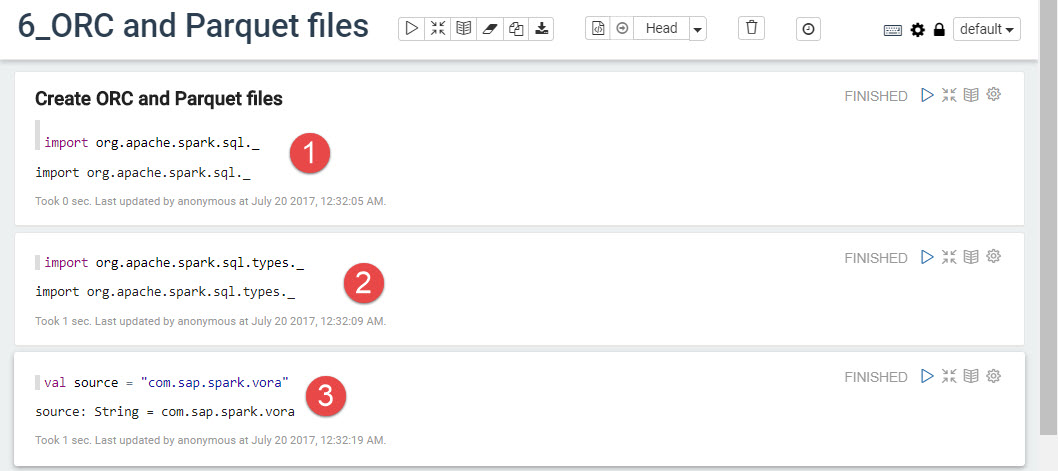 6_ORC and Parquet files
Head
default
Create ORC and Parquet files
FINISHED
import org.apache.spark.sql._
1
import org.apache.spark.sql._
Took 0 sec. Last updated by anonymous at July 20 2017, 12:32:05 AM.
FINISHED
import org.apache.spark.sql.types._
2
import org.apache.spark.sql.types._
Took 1 sec. Last updated by anonymous at July 20 2017, 12:32:09 AM.
FINISHED
val source = "com.sap.spark.vora"
3
source: String = com.sap.spark.vora
Took 1 sec. Last updated by anonymous at July 20 2017, 12:32:19 AM.